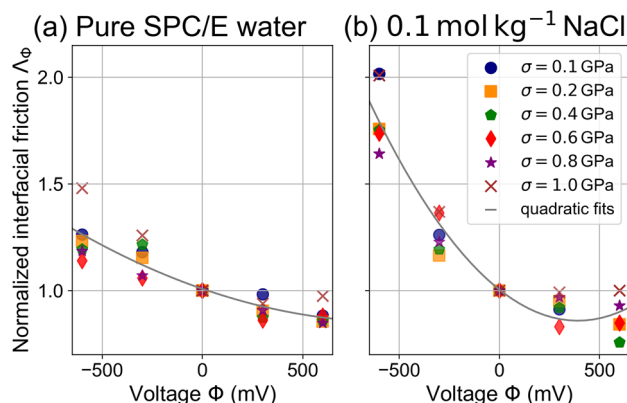 (a) Pure SPC/E water
(b) 0.1 mol kg⁻¹ NaCl
Normalized interfacial friction Λ_Φ
2.0
1.5
1.0
−500
0
500
Voltage Φ (mV)
σ = 0.1 GPa
σ = 0.2 GPa
σ = 0.4 GPa
σ = 0.6 GPa
σ = 0.8 GPa
σ = 1.0 GPa
quadratic fits
−500
0
500
Voltage Φ (mV)